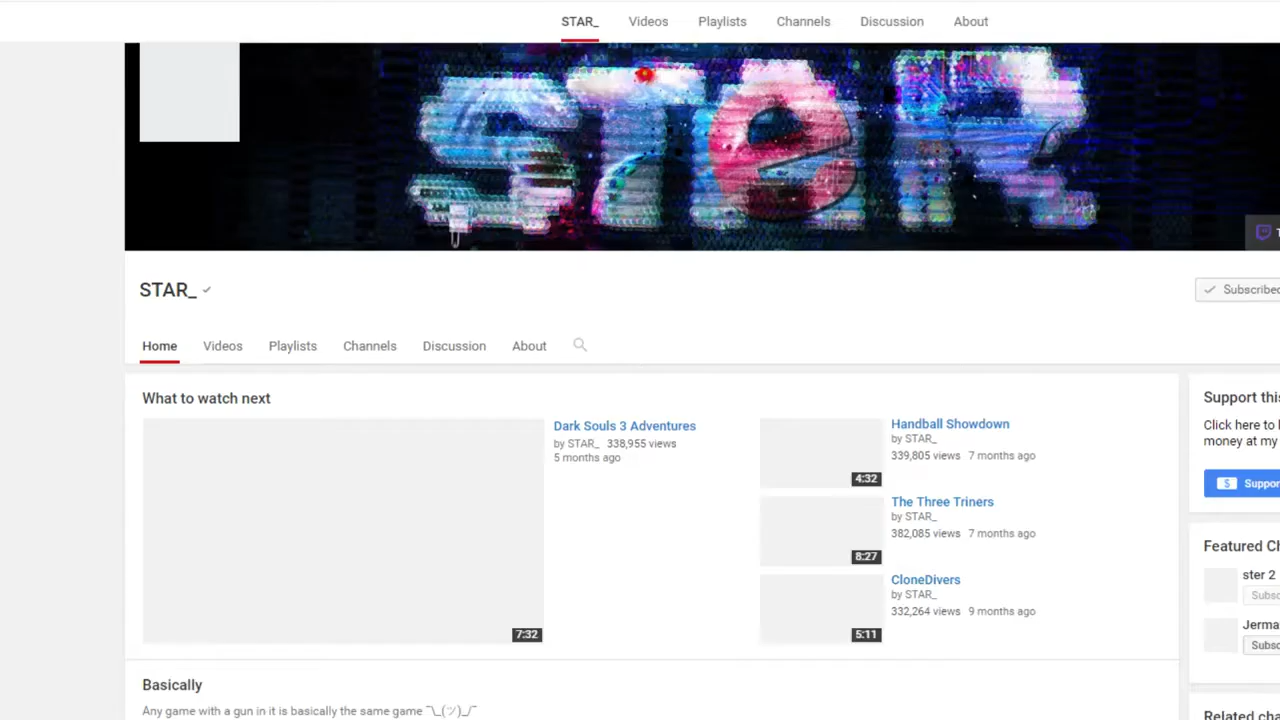 STAR_ Videos Playlists Channels Discussion About
STeR
STAR_
Subscribed
Home Videos Playlists Channels Discussion About
What to watch next
Dark Souls 3 Adventures
by STAR_ 338,955 views
5 months ago
7:32
Handball Showdown
by STAR_
339,805 views 7 months ago
4:32
The Three Triners
by STAR_
382,085 views 7 months ago
8:27
CloneDivers
by STAR_
332,264 views 9 months ago
5:11
Basically
Any game with a gun in it is basically the same game ¯\_(ツ)_/¯
Support this
Click here to
money at my
$ Suppor
Featured Ch
ster 2
Subsc
Jerma
Subsc
Related cha